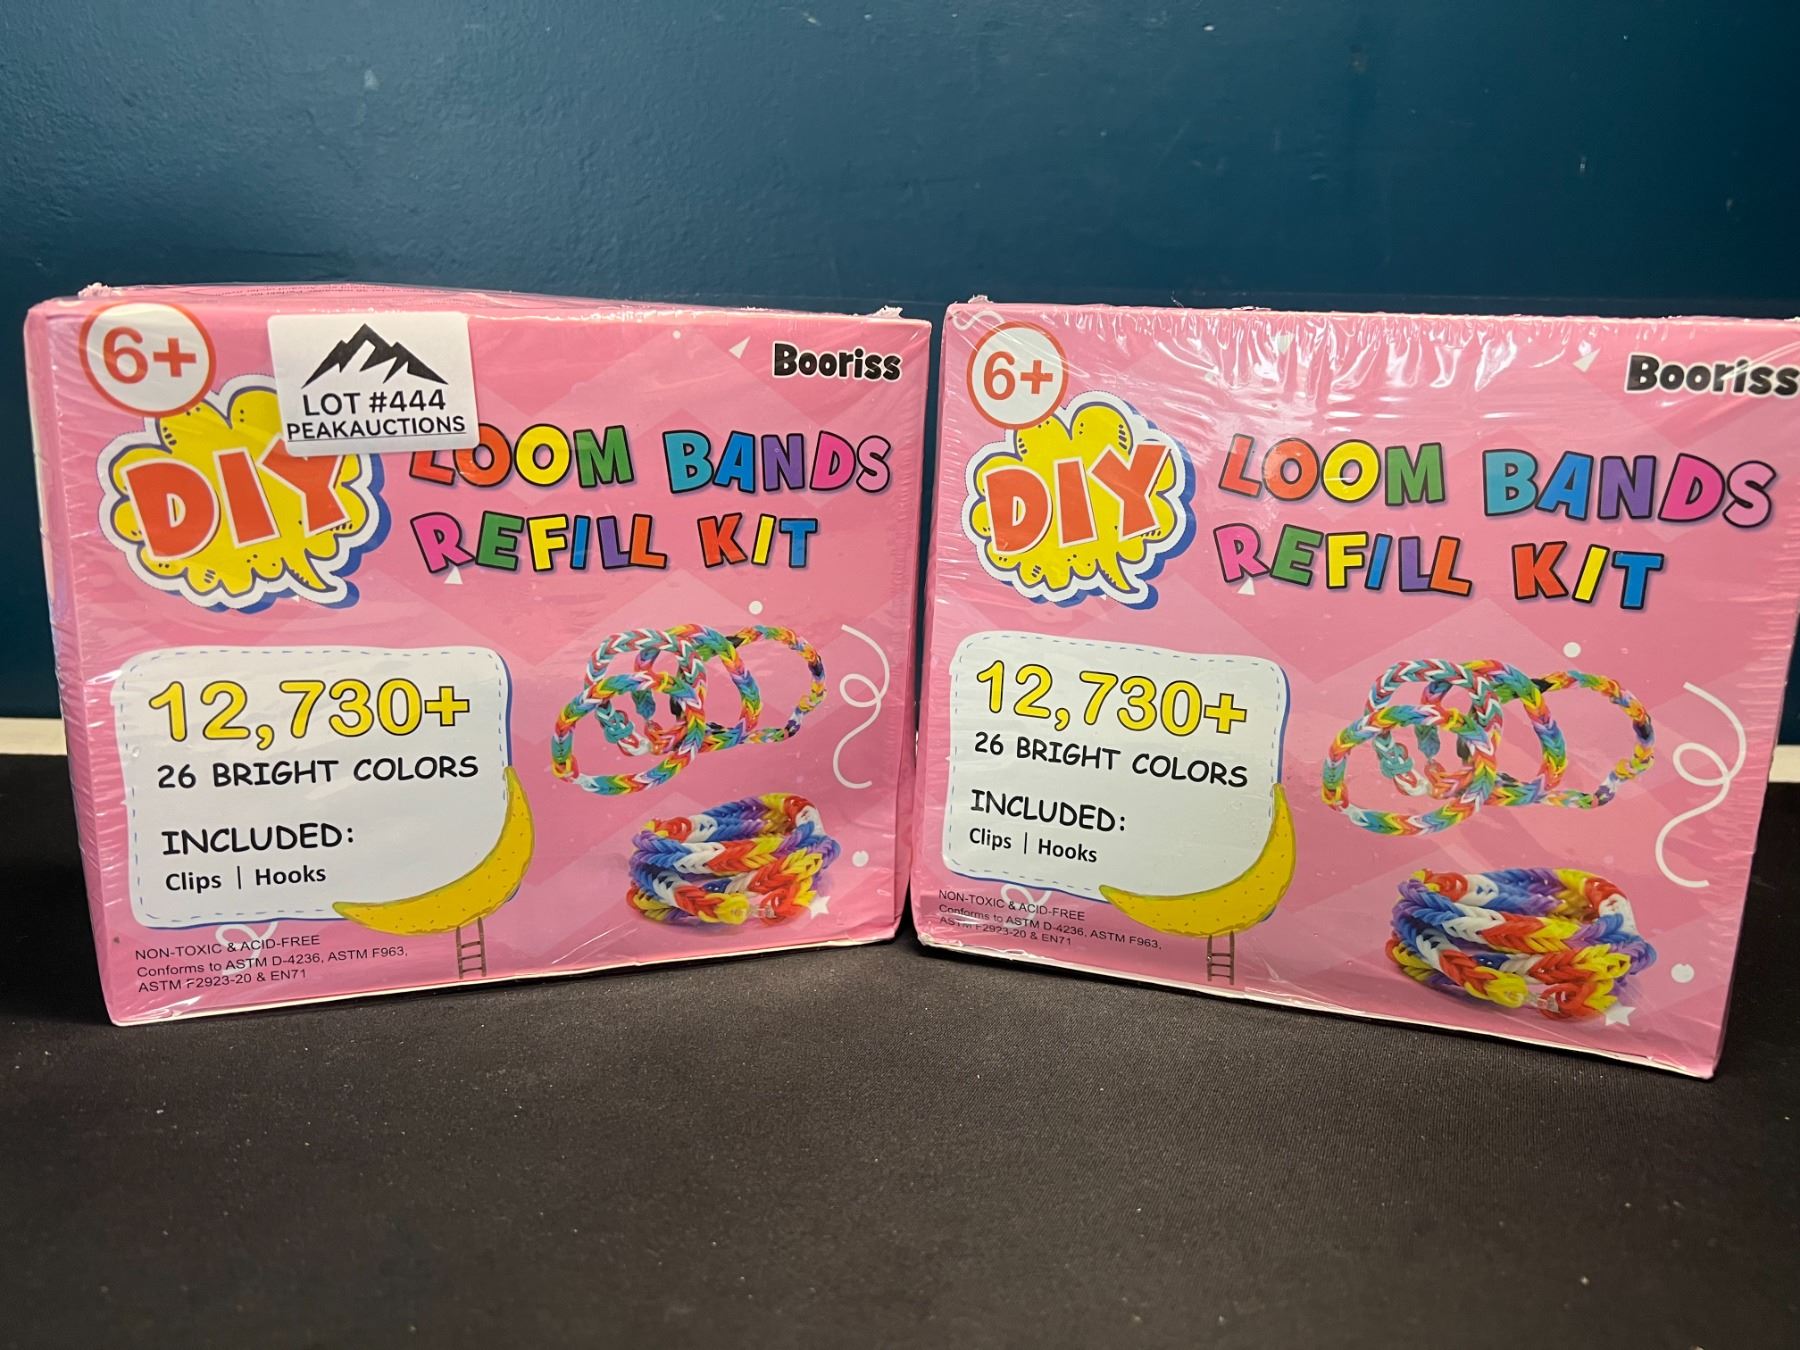 6+
LOT #444
PEAKAUCTIONS
Booriss
DIY
LOOM BANDS
REFILL KIT
12,730+
26 BRIGHT COLORS
INCLUDED:
Clips | Hooks
NON-TOXIC & ACID-FREE
Conforms to ASTM D-4236, ASTM F963,
ASTM F2923-20 & EN71
6+
Booriss
DIY
LOOM BANDS
REFILL KIT
12,730+
26 BRIGHT COLORS
INCLUDED:
Clips | Hooks
NON-TOXIC & ACID-FREE
Conforms to ASTM D-4236, ASTM F963,
ASTM F2923-20 & EN71